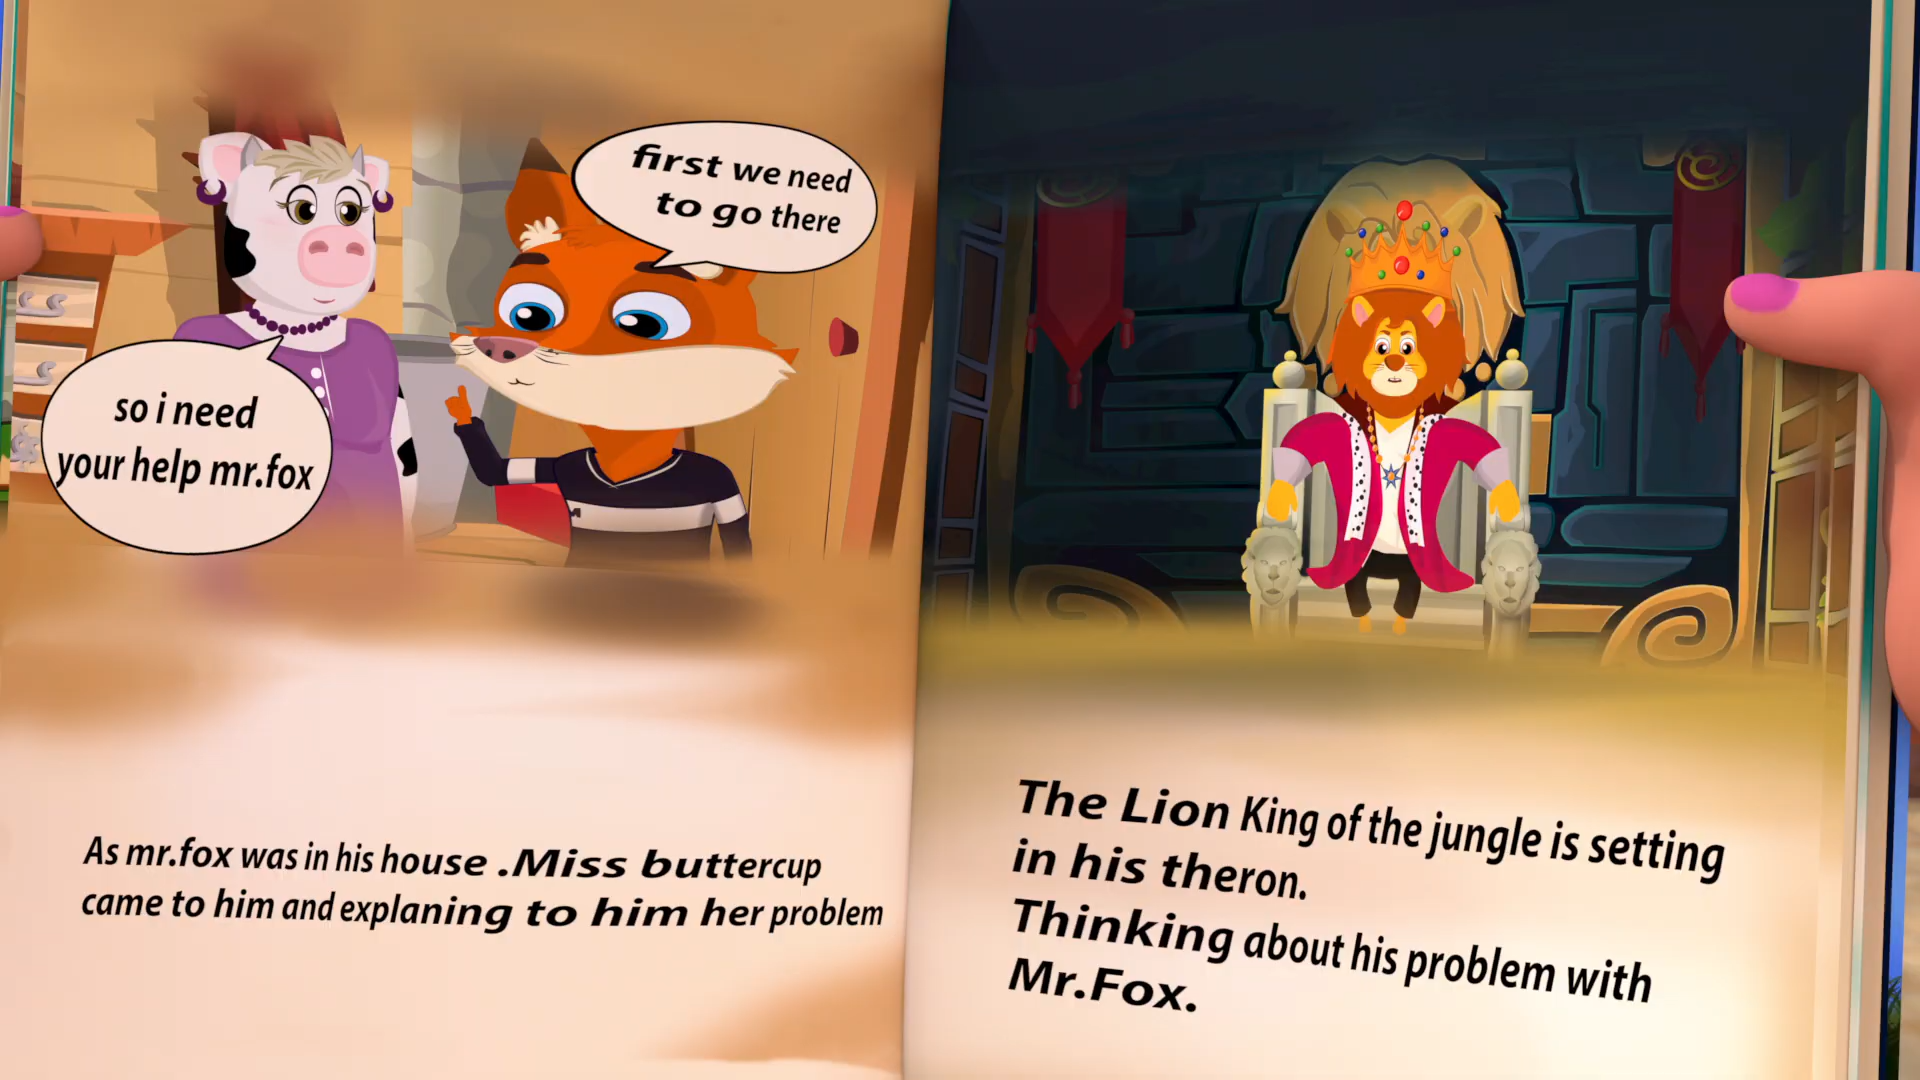 first we need
to go there
so i need
your help mr.fox
As mr.fox was in his house .Miss buttercup
came to him and explaning to him her problem
The Lion King of the jungle is setting
in his theron.
Thinking about his problem with
Mr.Fox.